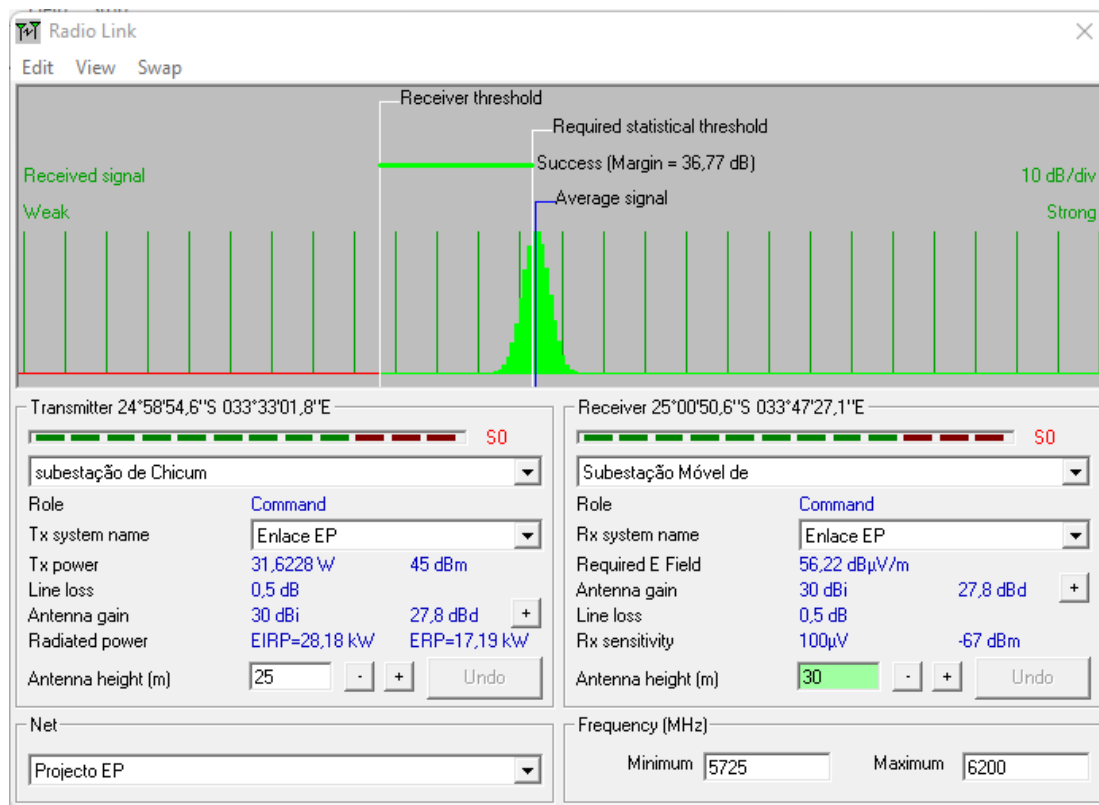 Radio Link
Edit View Swap
Receiver threshold
Required statistical threshold
Success (Margin = 36,77 dB)
Received signal 10 dB/div
Average signal
Weak Strong
Transmitter 24°58'54,6"S 033°33'01,8"E
S0
subestação de Chicum
Role Command
Tx system name Enlace EP
Tx power 31,6228 W 45 dBm
Line loss 0,5 dB
Antenna gain 30 dBi 27,8 dBd +
Radiated power EIRP=28,18 kW ERP=17,19 kW
Antenna height (m) 25 - + Undo
Receiver 25°00'50,6"S 033°47'27,1"E
S0
Subestação Móvel de
Role Command
Rx system name Enlace EP
Required E Field 56,22 dBµV/m
Antenna gain 30 dBi 27,8 dBd +
Line loss 0,5 dB
Rx sensitivity 100µV -67 dBm
Antenna height (m) 30 - + Undo
Net
Projecto EP
Frequency (MHz)
Minimum 5725 Maximum 6200